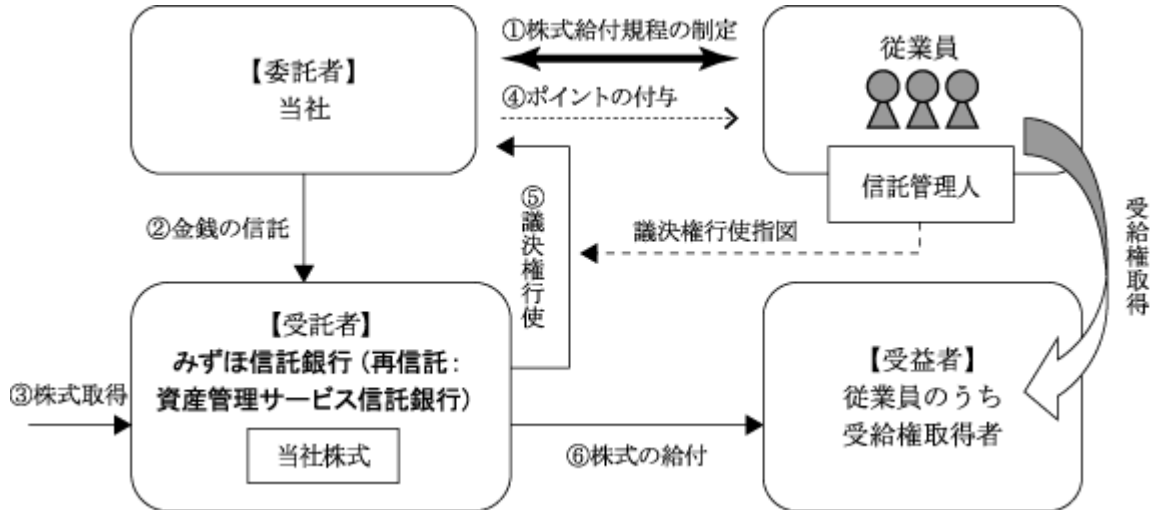 【委託者】
当社
①株式給付規程の制定
④ポイントの付与
従業員
信託管理人
②金銭の信託
⑤議決権行使
議決権行使指図
受給権取得
【受託者】
みずほ信託銀行（再信託：
資産管理サービス信託銀行）
当社株式
③株式取得
⑥株式の給付
【受益者】
従業員のうち
受給権取得者